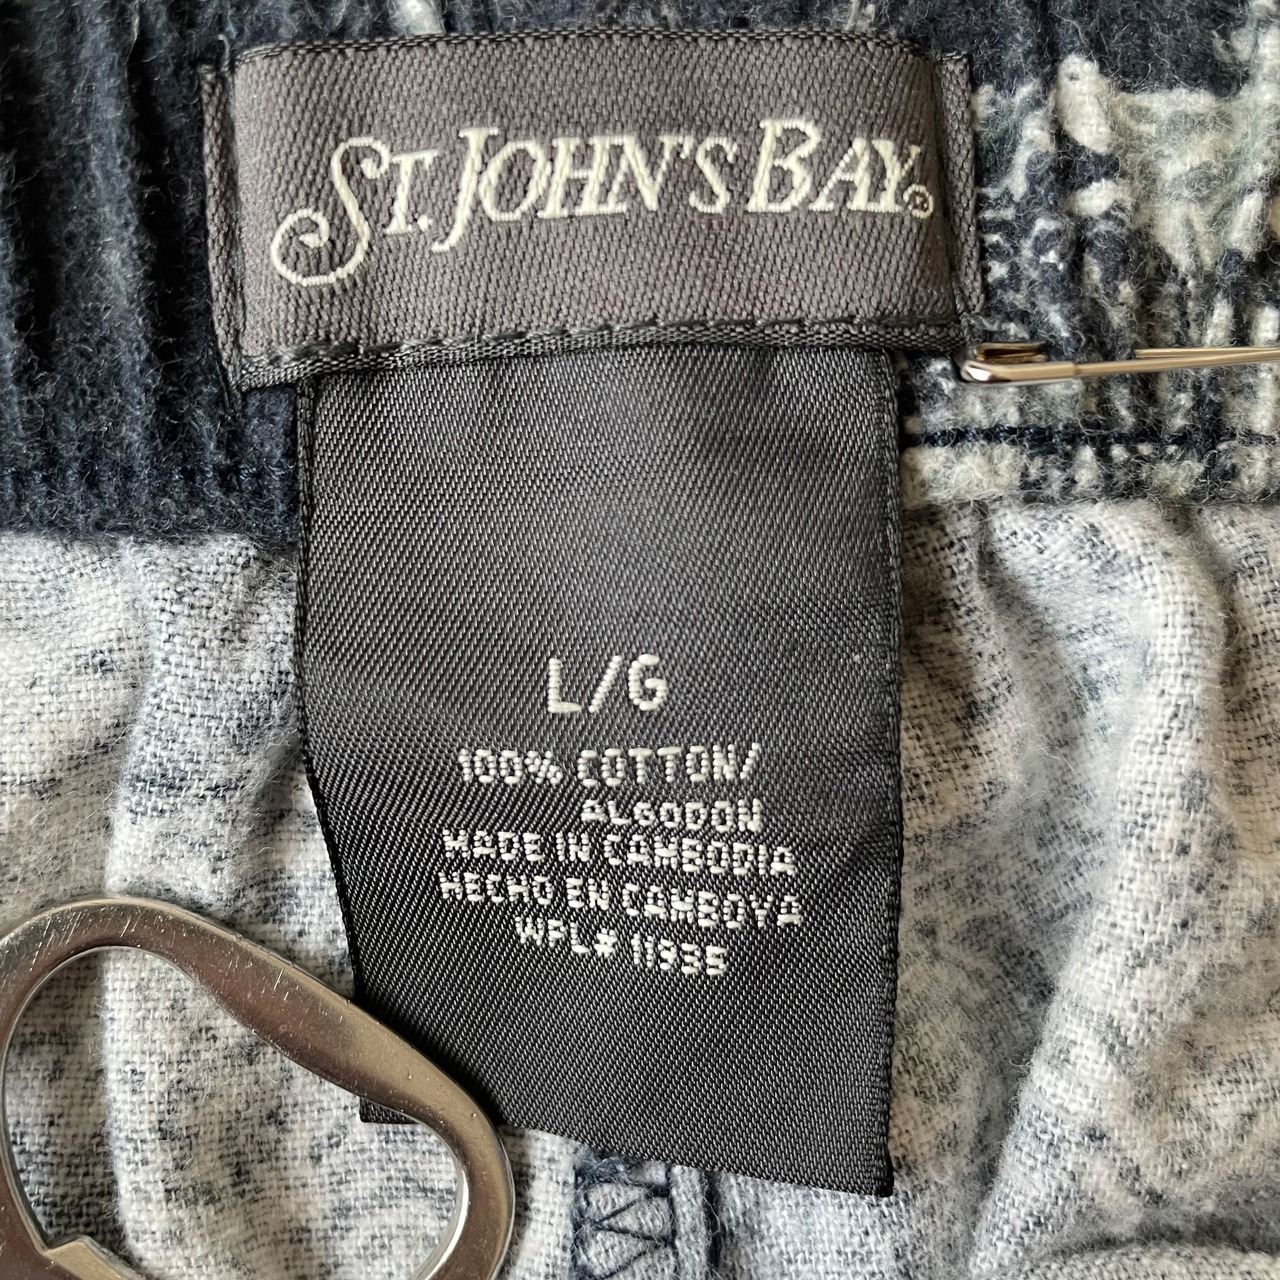 ST. JOHN'S BAY®
L/G
100% COTTON/
ALGODON
MADE IN CAMBODIA
HECHO EN CAMBOYA
WPL# 11935